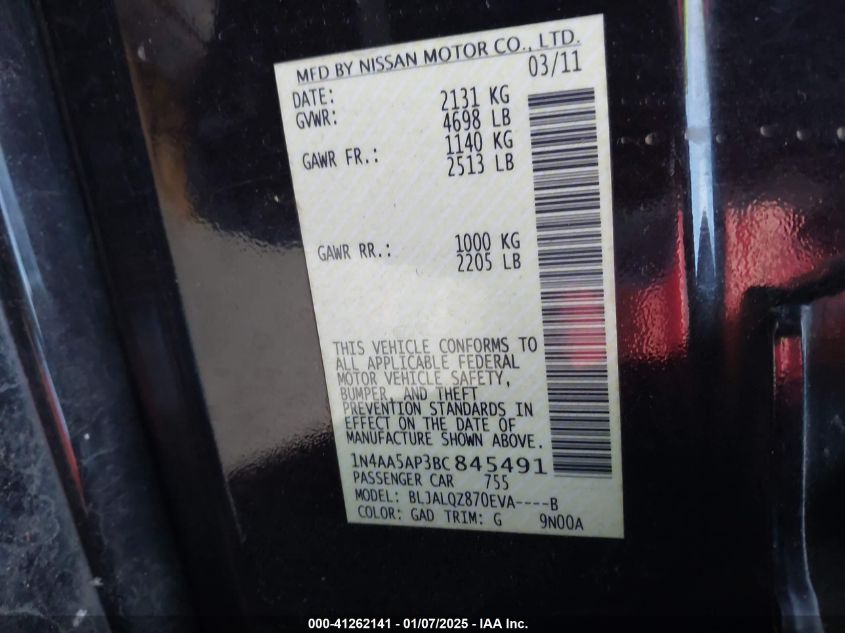 MFD BY NISSAN MOTOR CO., LTD.
DATE: 03/11
GVWR: 2131 KG
4698 LB
GAWR FR.: 1140 KG
2513 LB
GAWR RR.: 1000 KG
2205 LB
THIS VEHICLE CONFORMS TO
ALL APPLICABLE FEDERAL
MOTOR VEHICLE SAFETY,
BUMPER, AND THEFT
PREVENTION STANDARDS IN
EFFECT ON THE DATE OF
MANUFACTURE SHOWN ABOVE.
1N4AA5AP3BC845491
PASSENGER CAR 755
MODEL: BLJALQZ870EVA----B
COLOR: GAD TRIM: G 9N00A
000-41262141 - 01/07/2025 - IAA Inc.